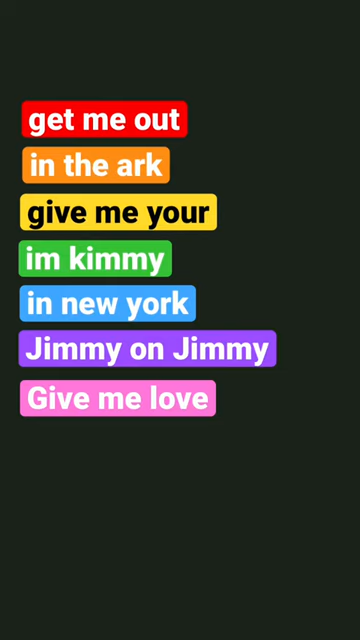 get me out
in the ark
give me your
im kimmy
in new york
Jimmy on Jimmy
Give me love